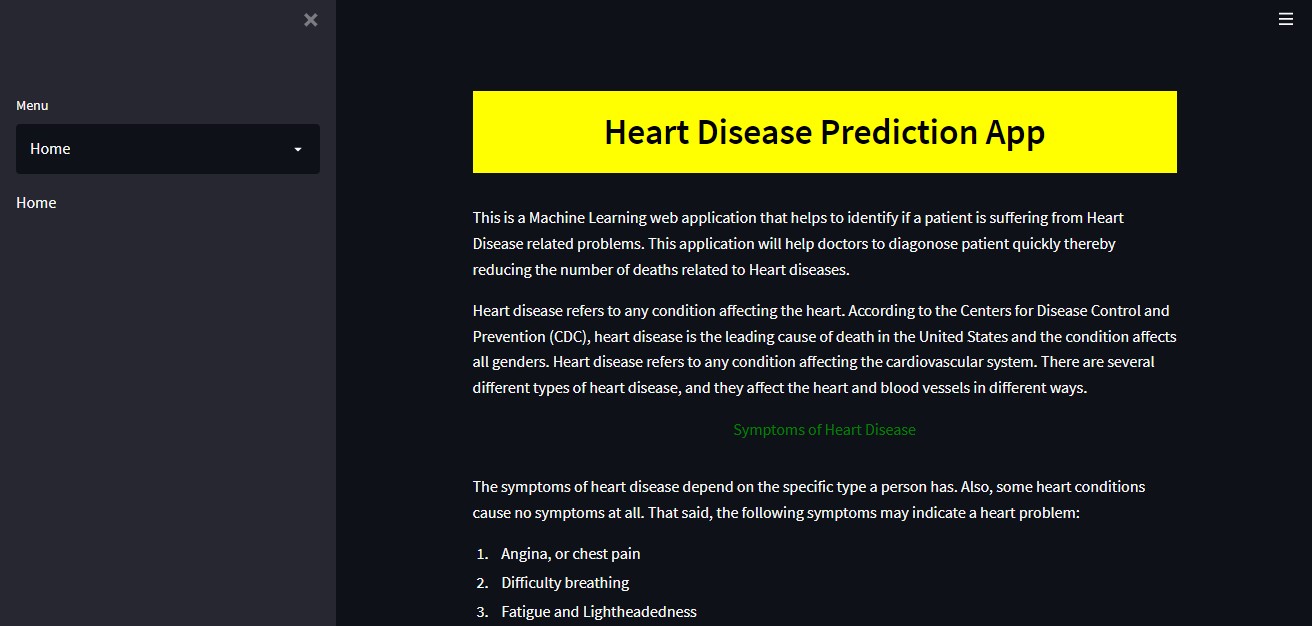 Menu
Home
Home
Heart Disease Prediction App
This is a Machine Learning web application that helps to identify if a patient is suffering from Heart
Disease related problems. This application will help doctors to diagonose patient quickly thereby
reducing the number of deaths related to Heart diseases.
Heart disease refers to any condition affecting the heart. According to the Centers for Disease Control and
Prevention (CDC), heart disease is the leading cause of death in the United States and the condition affects
all genders. Heart disease refers to any condition affecting the cardiovascular system. There are several
different types of heart disease, and they affect the heart and blood vessels in different ways.
Symptoms of Heart Disease
The symptoms of heart disease depend on the specific type a person has. Also, some heart conditions
cause no symptoms at all. That said, the following symptoms may indicate a heart problem:
1. Angina, or chest pain
2. Difficulty breathing
3. Fatigue and Lightheadedness